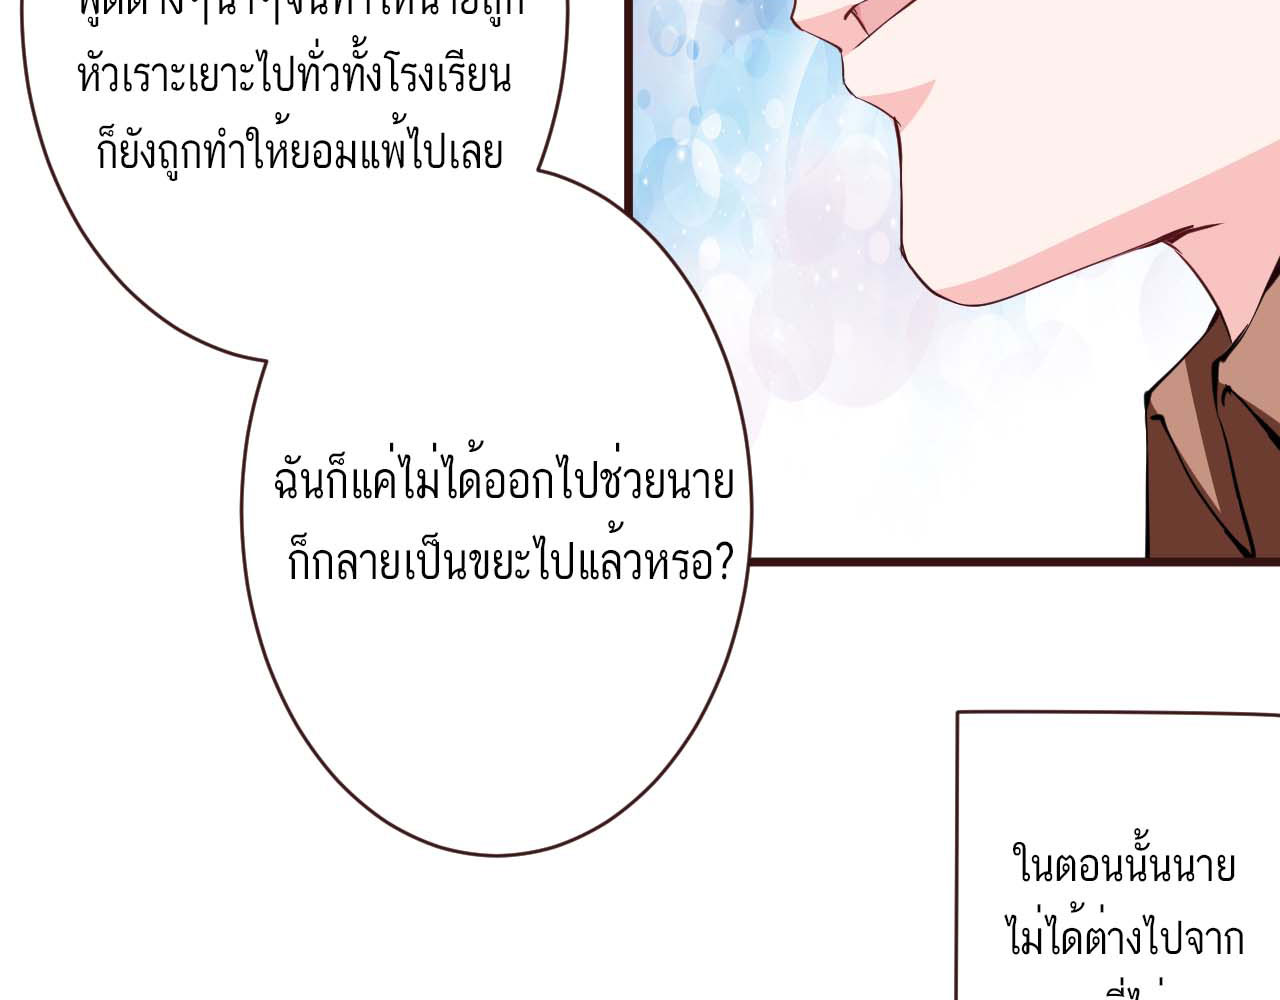 หัวเราะเยาะไปทั่วทั้งโรงเรียน
ก็ยังถูกทำให้ยอมแพ้ไปเลย
ฉันก็แค่ไม่ได้ออกไปช่วยนาย
ก็กลายเป็นขยะไปแล้วหรอ?
ในตอนนั้นนาย
ไม่ได้ต่างไปจาก